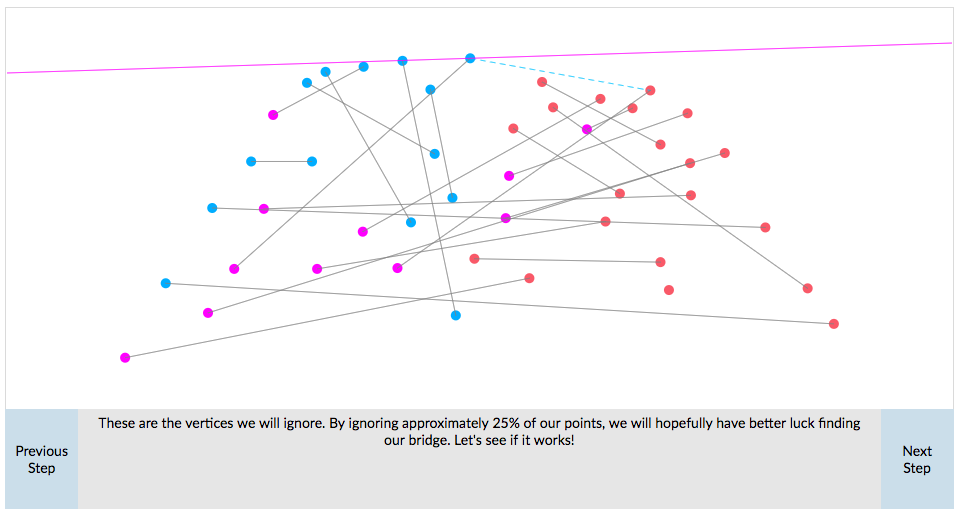 These are the vertices we will ignore. By ignoring approximately 25% of our points, we will hopefully have better luck finding
our bridge. Let's see if it works!
Previous
Step
Next
Step